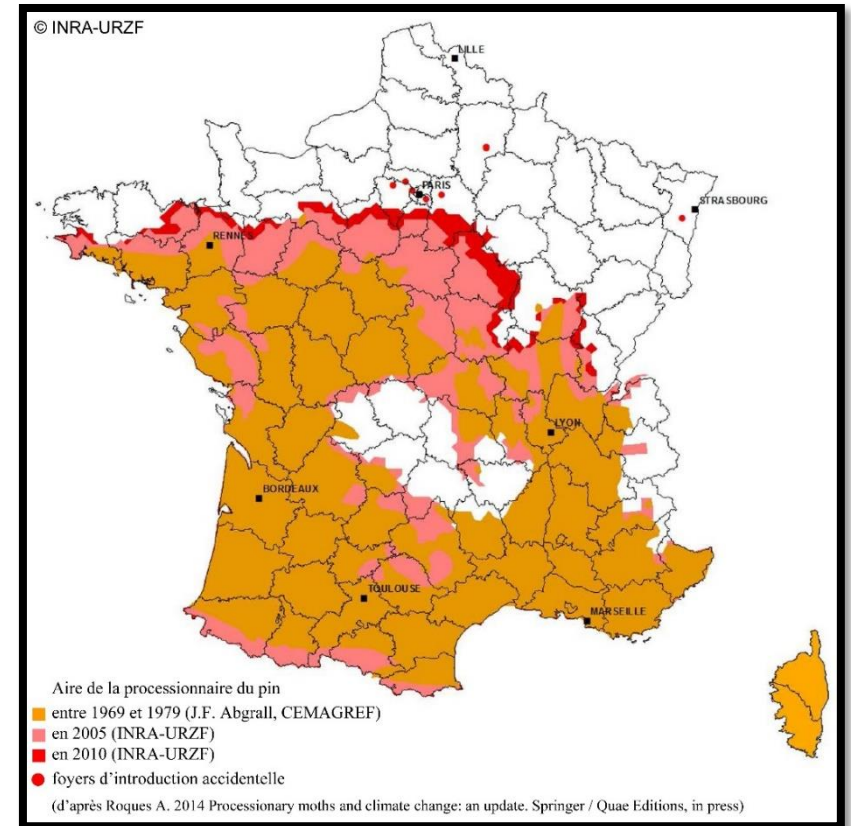 © INRA-URZF
LILLE
PARIS
STRASBOURG
RENNES
LYON
BORDEAUX
TOULOUSE
MARSEILLE
Aire de la processionnaire du pin
entre 1969 et 1979 (J.F. Abgrall, CEMAGREF)
en 2005 (INRA-URZF)
en 2010 (INRA-URZF)
foyers d’introduction accidentelle
(d’après Roques A. 2014 Processionary moths and climate change: an update. Springer / Quae Editions, in press)